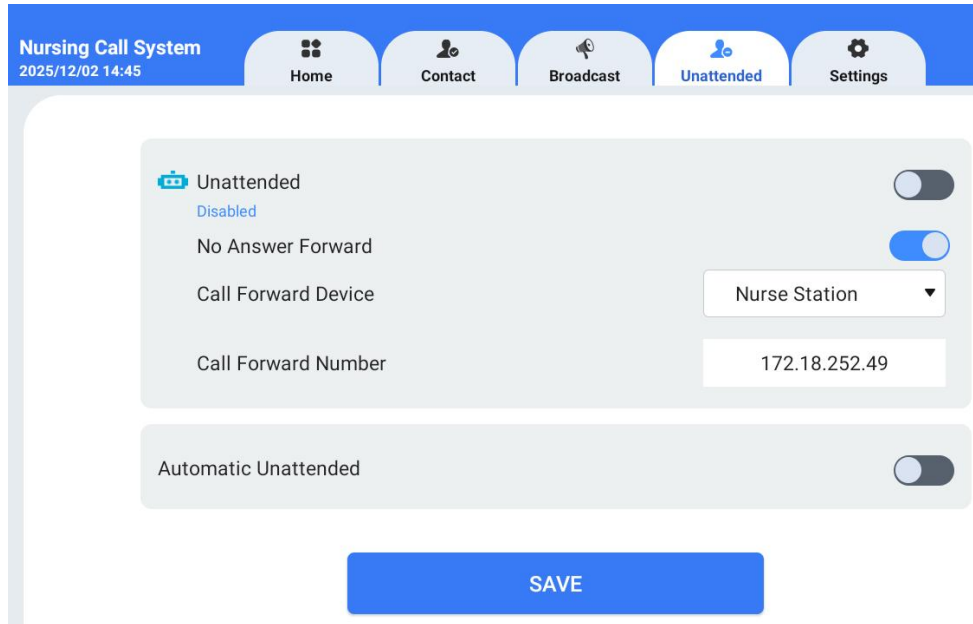 Nursing Call System
2025/12/02 14:45
Home
Contact
Broadcast
Unattended
Settings
Unattended
Disabled
No Answer Forward
Call Forward Device
Nurse Station
Call Forward Number
172.18.252.49
Automatic Unattended
SAVE